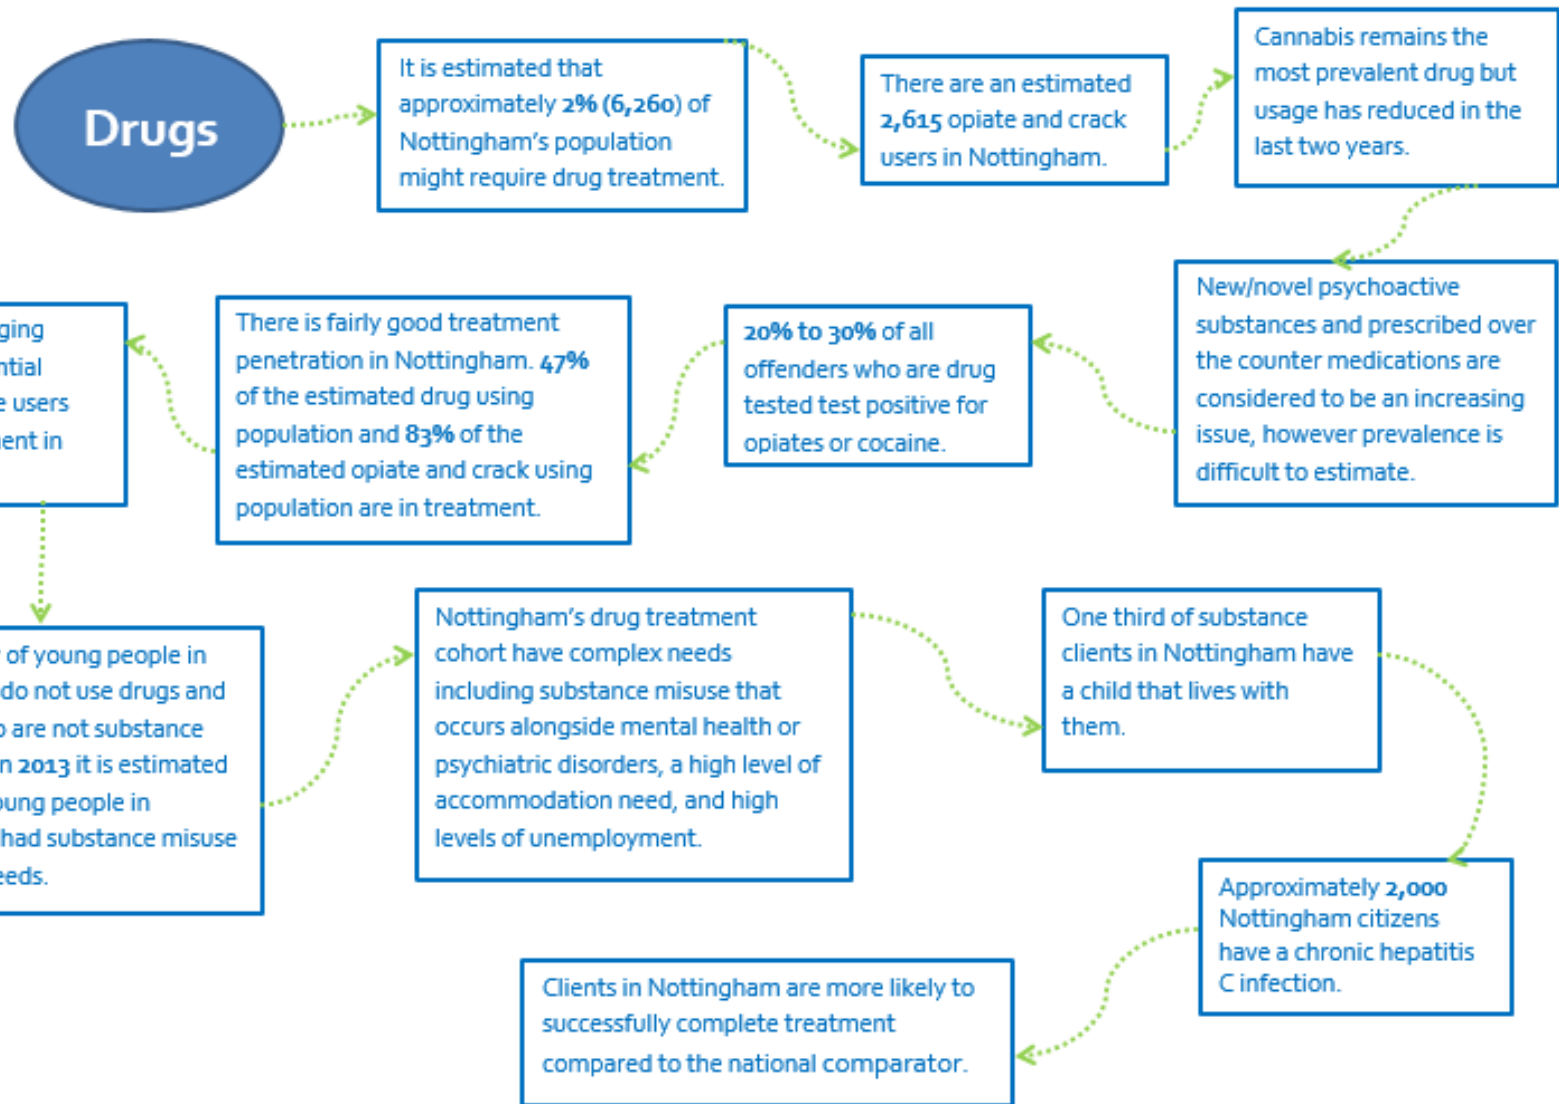 Drugs
It is estimated that
approximately 2% (6,260) of
Nottingham's population
might require drug treatment.
There are an estimated
2,615 opiate and crack
users in Nottingham.
Cannabis remains the
most prevalent drug but
usage has reduced in the
last two years.
New/novel psychoactive
substances and prescribed over
the counter medications are
considered to be an increasing
issue, however prevalence is
difficult to estimate.
20% to 30% of all
offenders who are drug
tested test positive for
opiates or cocaine.
There is fairly good treatment
penetration in Nottingham. 47%
of the estimated drug using
population and 83% of the
estimated opiate and crack using
population are in treatment.
ging
ntial
e users
ent in
of young people in
do not use drugs and
o are not substance
n 2013 it is estimated
oung people in
had substance misuse
eeds.
Nottingham's drug treatment
cohort have complex needs
including substance misuse that
occurs alongside mental health or
psychiatric disorders, a high level of
accommodation need, and high
levels of unemployment.
One third of substance
clients in Nottingham have
a child that lives with
them.
Approximately 2,000
Nottingham citizens
have a chronic hepatitis
C infection.
Clients in Nottingham are more likely to
successfully complete treatment
compared to the national comparator.